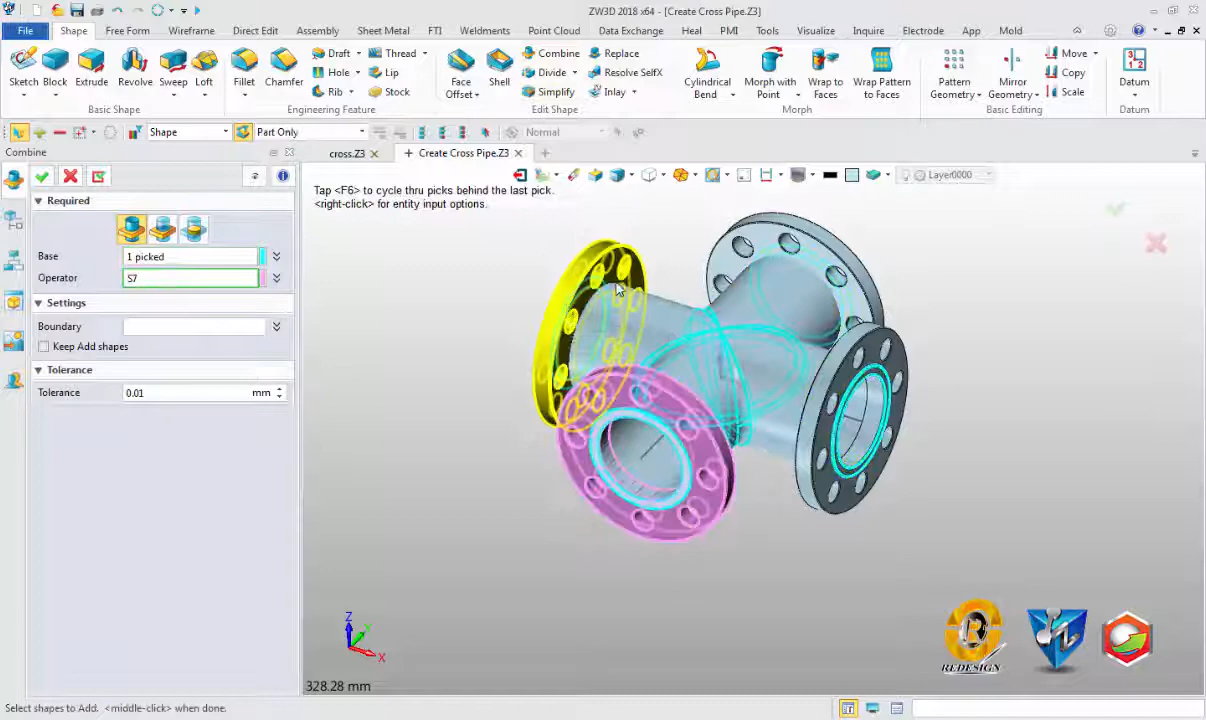 ZW3D 2018 x64 - [Create Cross Pipe.Z3]
File Shape Free Form Wireframe Direct Edit Assembly Sheet Metal FTI Weldments Point Cloud Data Exchange Heal PMI Tools Visualize Inquire Electrode App Mold
Sketch Block Extrude Revolve Sweep Loft
Basic Shape
Fillet Chamfer Draft Thread
Hole Lip
Rib Stock
Engineering Feature
Face Offset Shell Combine Replace
Divide Resolve SelfX
Simplify Inlay
Edit Shape
Cylindrical Bend Morph with Point Wrap to Faces Wrap Pattern to Faces
Morph
Pattern Geometry Mirror Geometry Move
Copy
Scale
Basic Editing
Datum
Datum
Shape Part Only Normal
Combine
cross.Z3 Create Cross Pipe.Z3
Layer0000
Tap <F6> to cycle thru picks behind the last pick.
<right-click> for entity input options.
Required
Base 1 picked
Operator S7
Settings
Boundary
Keep Add shapes
Tolerance
Tolerance 0.01 mm
Z
Y
X
328.28 mm
R
REDESIGN
Select shapes to Add. <middle-click> when done.